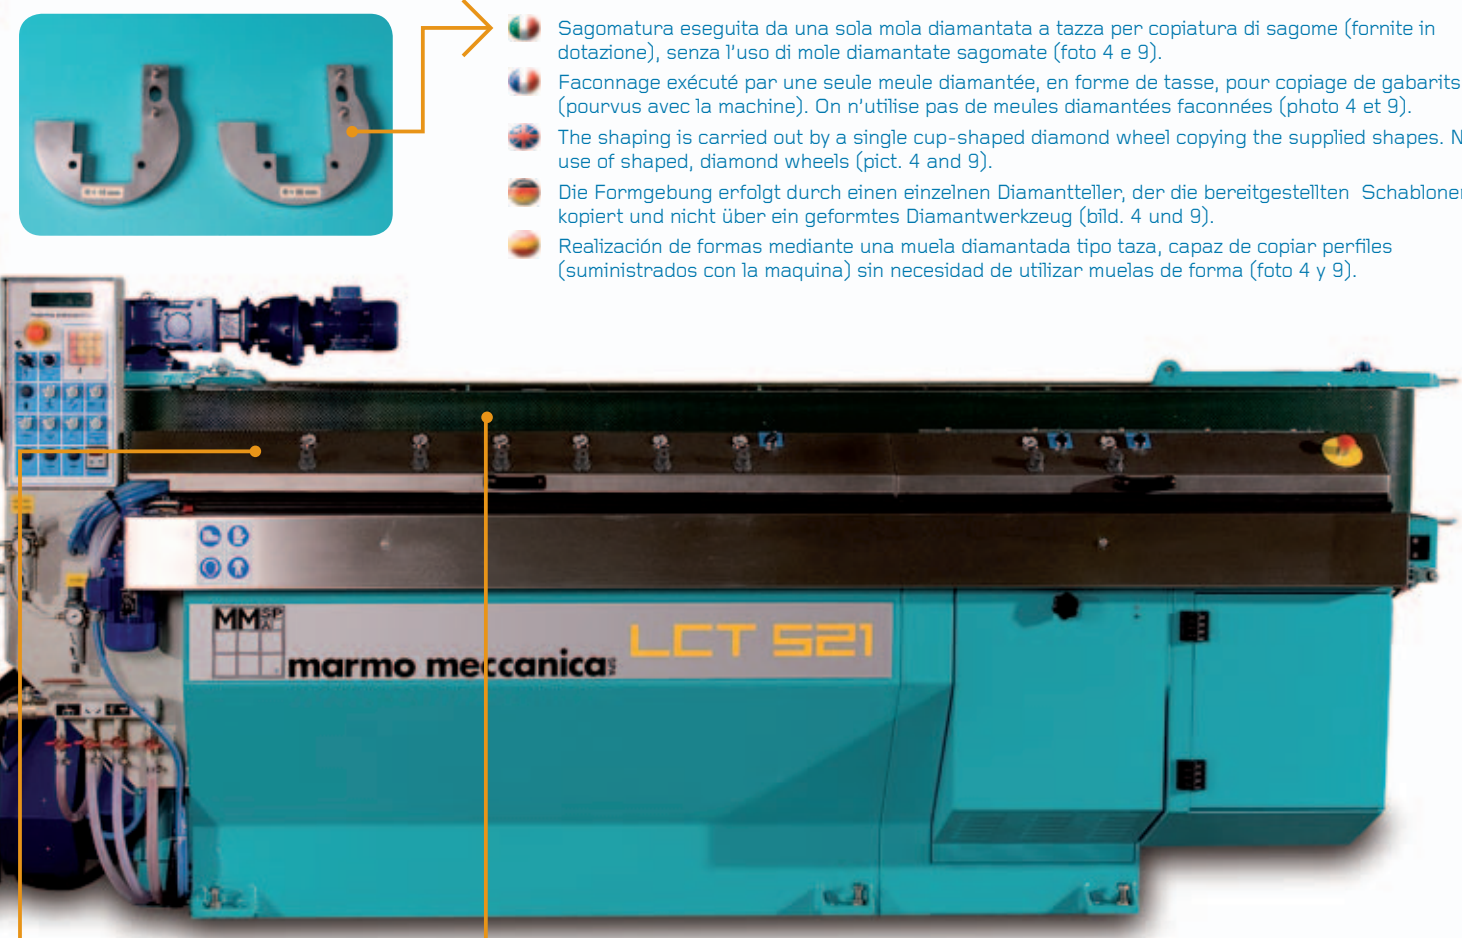 Sagomatura eseguita da una sola mola diamantata a tazza per copiatura di sagome (fornite in
dotazione), senza l'uso di mole diamantate sagomate (foto 4 e 9).
Faconnage exécuté par une seule meule diamantée, en forme de tasse, pour copiage de gabarits
(pourvus avec la machine). On n'utilise pas de meules diamantées faconnées (photo 4 et 9).
The shaping is carried out by a single cup-shaped diamond wheel copying the supplied shapes. N
use of shaped, diamond wheels (pict. 4 and 9).
Die Formgebung erfolgt durch einen einzelnen Diamantteller, der die bereitgestellten Schablonen
kopiert und nicht über ein geformtes Diamantwerkzeug (bild. 4 und 9).
Realización de formas mediante una muela diamantada tipo taza, capaz de copiar perfiles
(suministrados con la maquina) sin necesidad de utilizar muelas de forma (foto 4 y 9).
MM SPA
marmo meccanica SPA
LCT 521